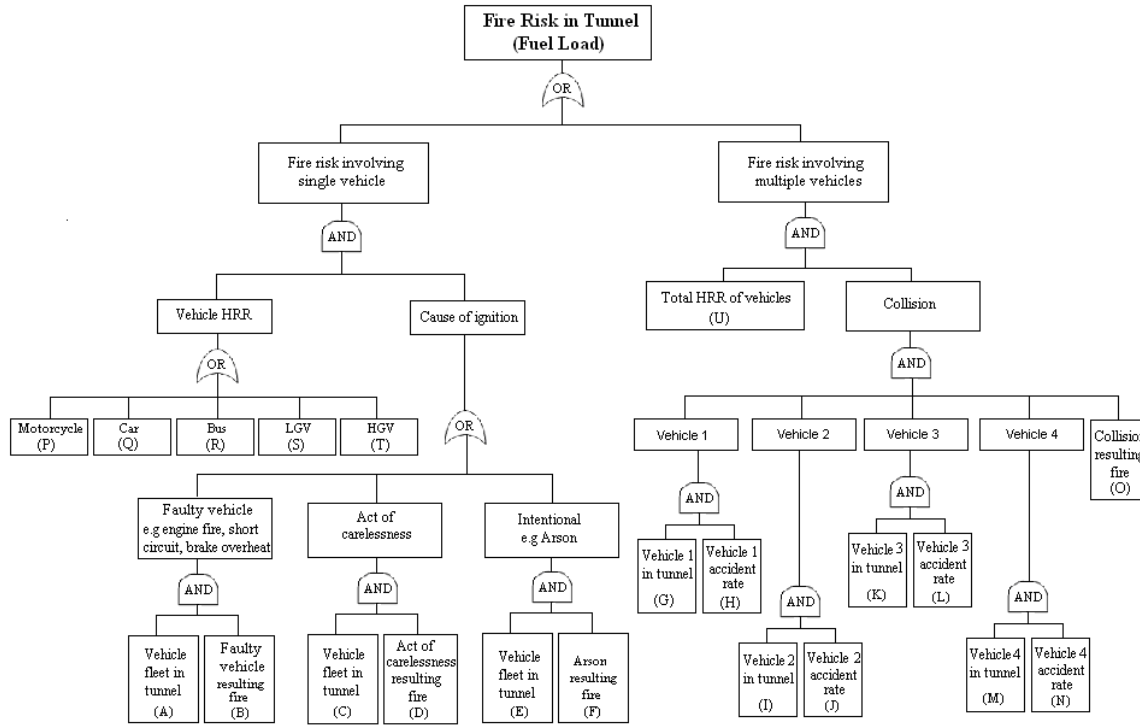 Fire Risk in Tunnel
(Fuel Load)
OR
Fire risk involving
single vehicle
Fire risk involving
multiple vehicles
AND
AND
Vehicle HRR
Cause of ignition
Total HRR of vehicles
(U)
Collision
OR
AND
Motorcycle
(P)
Car
(Q)
Bus
(R)
LGV
(S)
HGV
(T)
OR
Vehicle 1
Vehicle 2
Vehicle 3
Vehicle 4
Collision
resulting
fire
(O)
Faulty vehicle
e.g engine fire, short
circuit, brake overheat
Act of
carelessness
Intentional
e.g Arson
AND
AND
Vehicle 1
in tunnel
(G)
Vehicle 1
accident
rate
(H)
Vehicle 3
in tunnel
(K)
Vehicle 3
accident
rate
(L)
AND
AND
AND
AND
AND
Vehicle
fleet in
tunnel
(A)
Faulty
vehicle
resulting
fire
(B)
Vehicle
fleet in
tunnel
(C)
Act of
carelessness
resulting
fire
(D)
Vehicle
fleet in
tunnel
(E)
Arson
resulting
fire
(F)
Vehicle 2
in tunnel
(I)
Vehicle 2
accident
rate
(J)
Vehicle 4
in tunnel
(M)
Vehicle 4
accident
rate
(N)